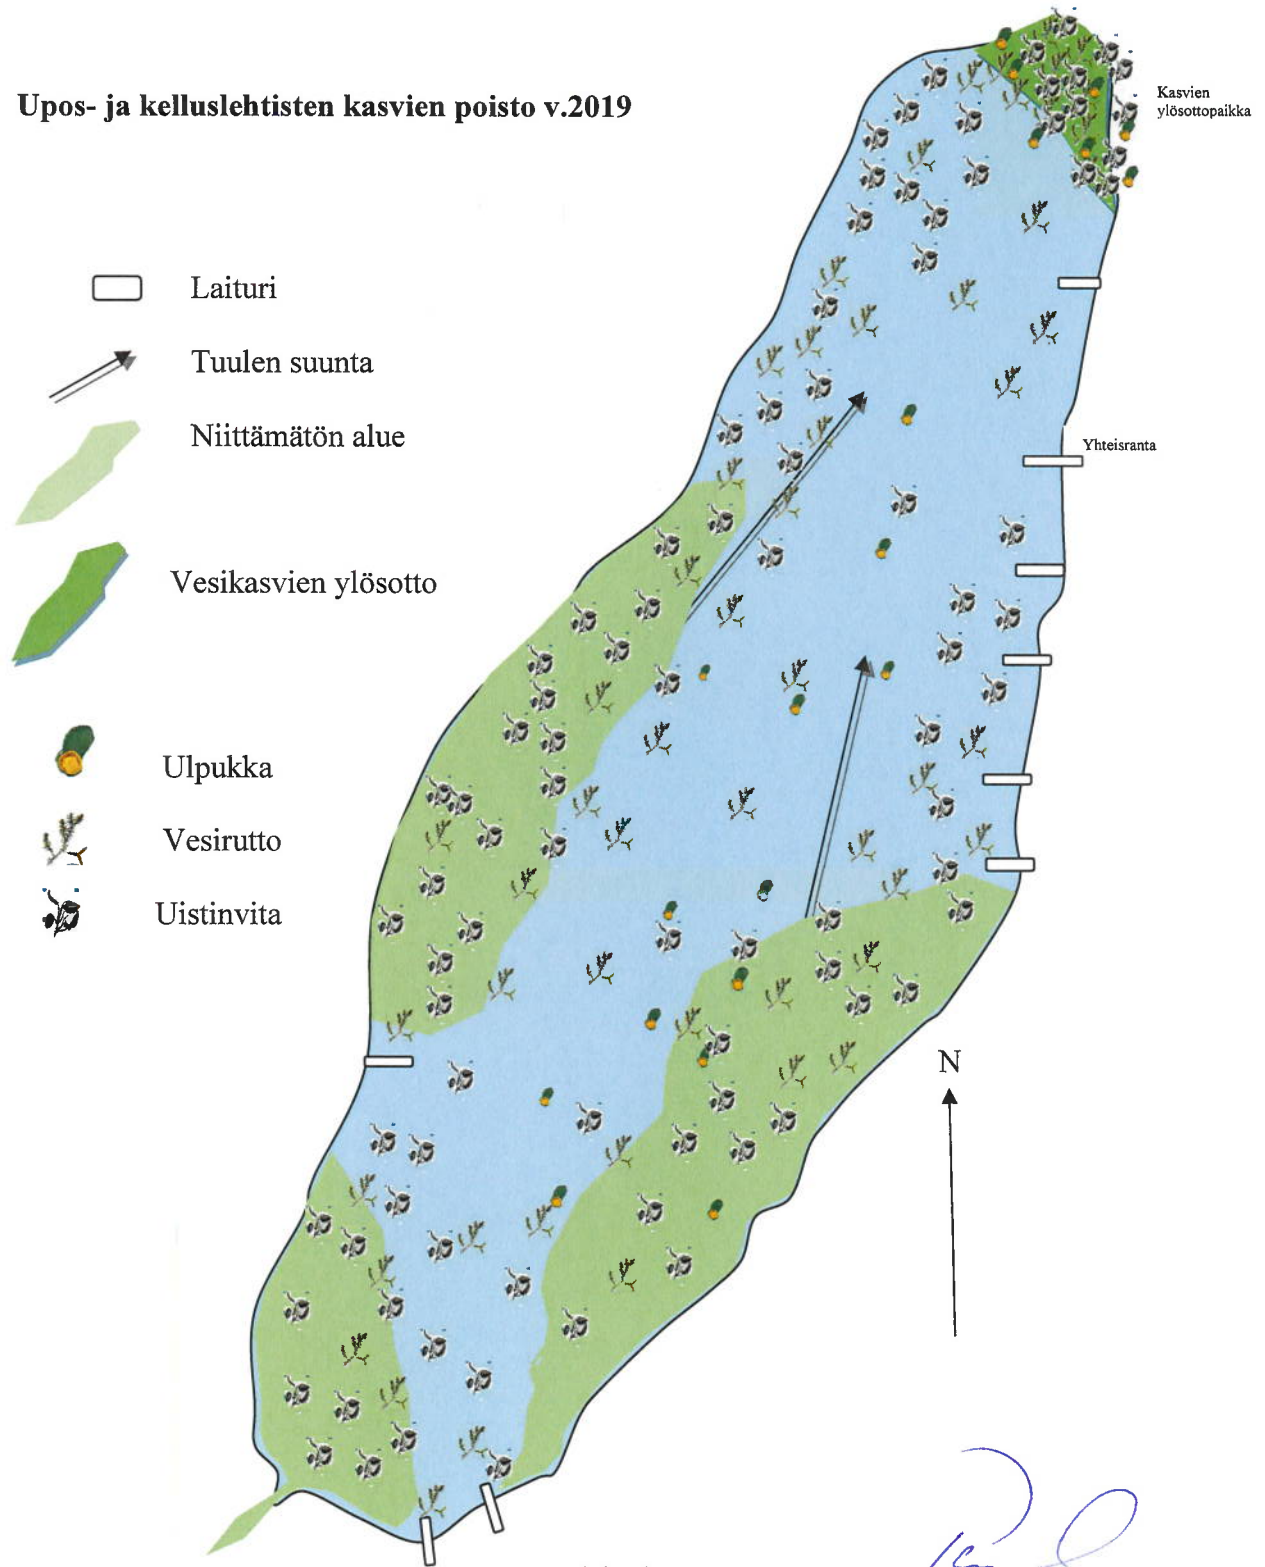 Upos- ja kelluslehtisten kasvien poisto v.2019
Kasvien
ylösottopaikka
Laituri
Tuulen suunta
Niittämätön alue
Yhteisranta
Vesikasvien ylösotto
Ulpukka
Vesirutto
Uistinvita
N